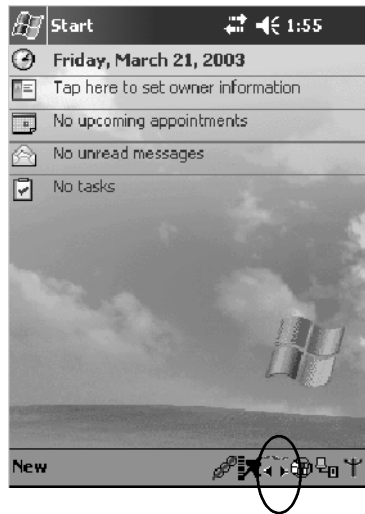 Start 1:55
Friday, March 21, 2003
Tap here to set owner information
No upcoming appointments
No unread messages
No tasks
New